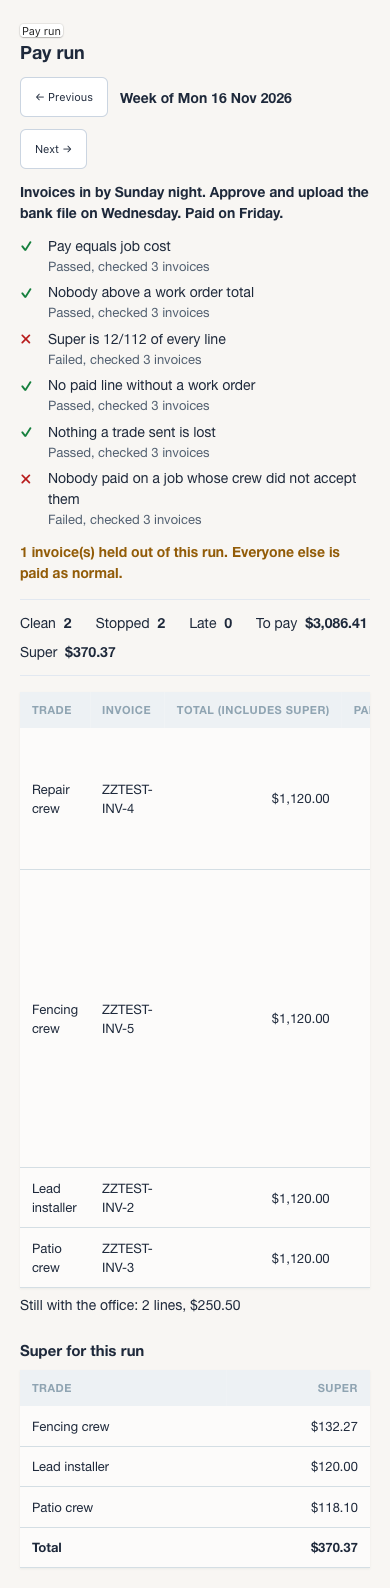 Pay run
Pay run
← Previous
Week of Mon 16 Nov 2026
Next →
Invoices in by Sunday night. Approve and upload the
bank file on Wednesday. Paid on Friday.
Pay equals job cost
Passed, checked 3 invoices
Nobody above a work order total
Passed, checked 3 invoices
Super is 12/112 of every line
Failed, checked 3 invoices
No paid line without a work order
Passed, checked 3 invoices
Nothing a trade sent is lost
Passed, checked 3 invoices
Nobody paid on a job whose crew did not accept
them
Failed, checked 3 invoices
1 invoice(s) held out of this run. Everyone else is
paid as normal.
Clean 2 Stopped 2 Late 0 To pay $3,086.41
Super $370.37
TRADE INVOICE TOTAL (INCLUDES SUPER)
Repair
crew
ZZTEST-
INV-4
$1,120.00
Fencing
crew
ZZTEST-
INV-5
$1,120.00
Lead
installer
ZZTEST-
INV-2
$1,120.00
Patio
crew
ZZTEST-
INV-3
$1,120.00
Still with the office: 2 lines, $250.50
Super for this run
TRADE SUPER
Fencing crew $132.27
Lead installer $120.00
Patio crew $118.10
Total $370.37